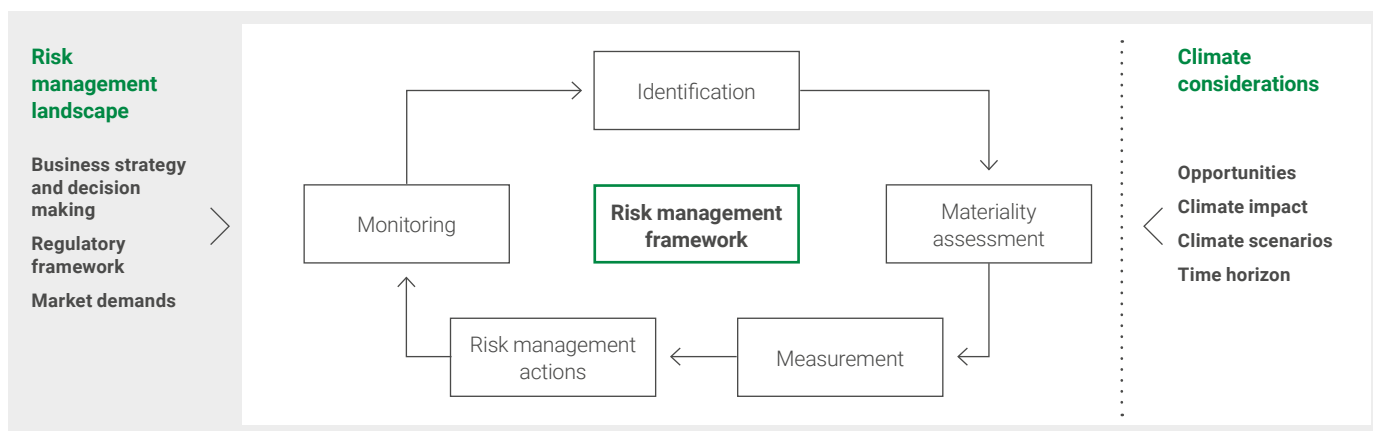 Risk
management
landscape
Business strategy
and decision
making
Regulatory
framework
Market demands
Identification
Monitoring
Risk management
framework
Materiality
assessment
Risk management
actions
Measurement
Climate
considerations
Opportunities
Climate impact
Climate scenarios
Time horizon